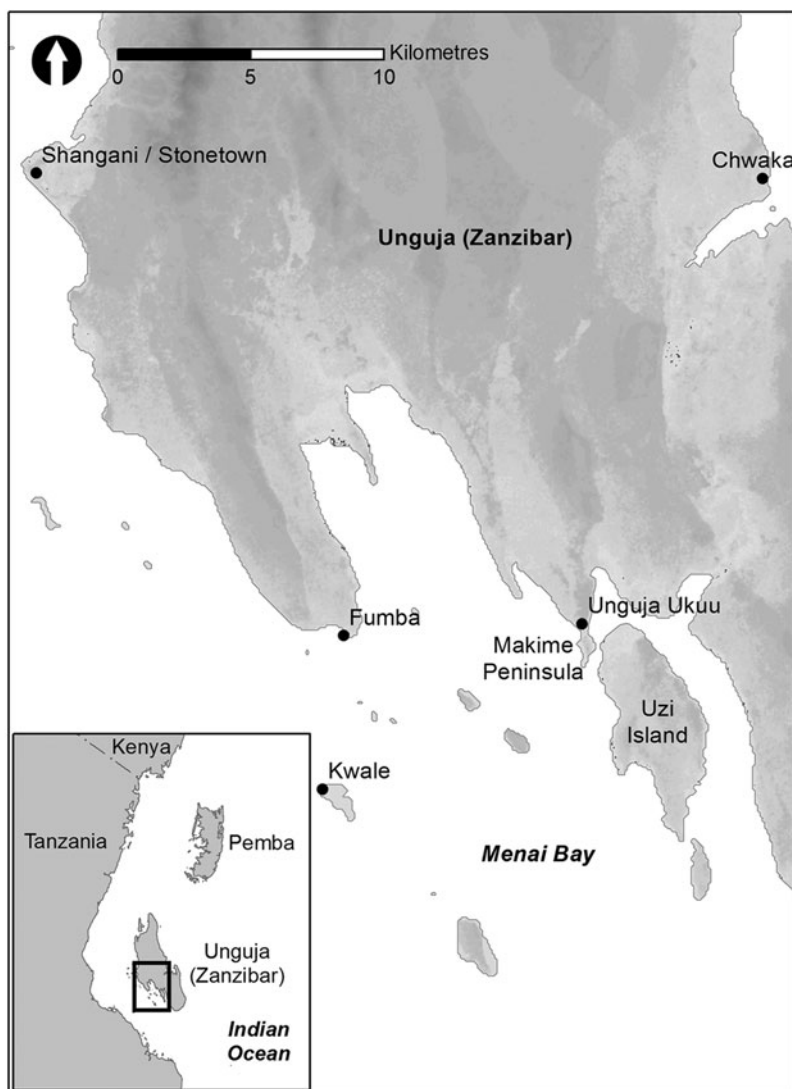 Kilometres
0 5 10
Shangani / Stonetown
Chwaka
Unguja (Zanzibar)
Unguja Ukuu
Fumba
Makime
Peninsula
Uzi
Island
Kwale
Menai Bay
Kenya
Tanzania
Pemba
Unguja
(Zanzibar)
Indian
Ocean